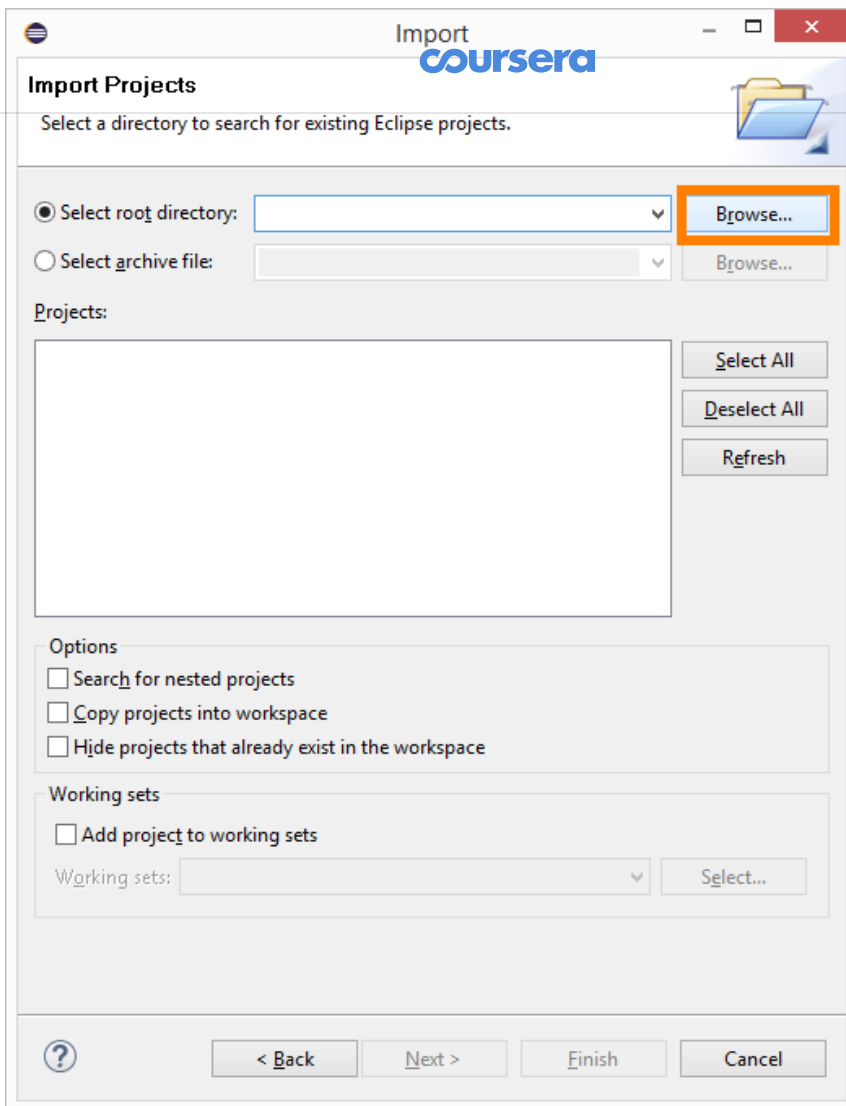 Import
coursera
Import Projects
Select a directory to search for existing Eclipse projects.
Select root directory:
Browse...
Select archive file:
Browse...
Projects:
Select All
Deselect All
Refresh
Options
Search for nested projects
Copy projects into workspace
Hide projects that already exist in the workspace
Working sets
Add project to working sets
Working sets:
Select...
?
< Back
Next >
Finish
Cancel